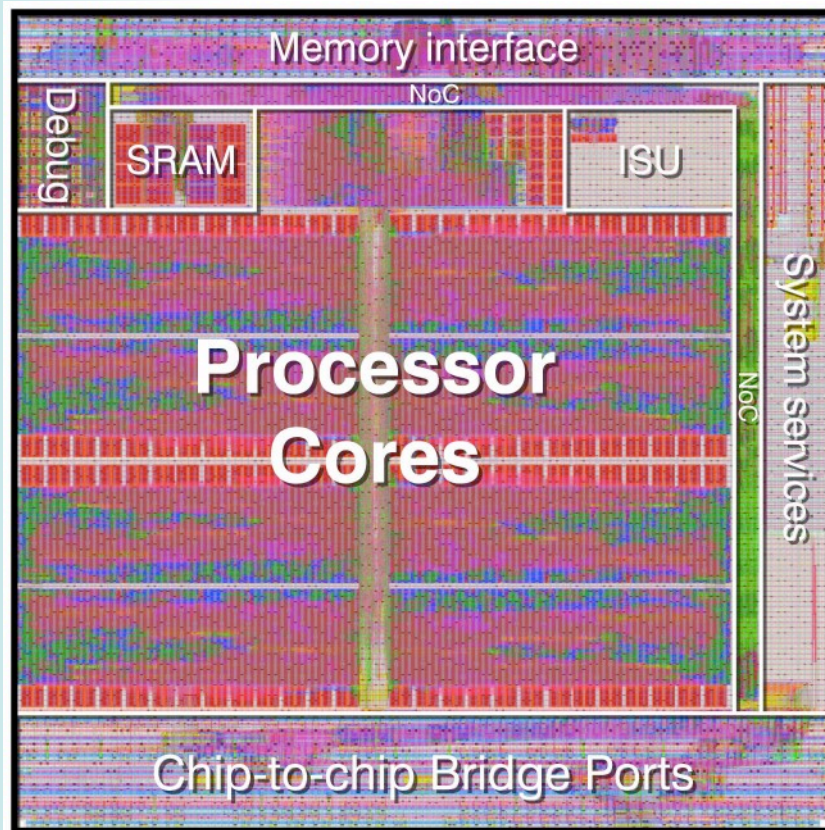 Memory interface
NoC
Debug
SRAM
ISU
System services
NoC
Processor
Cores
Chip-to-chip Bridge Ports